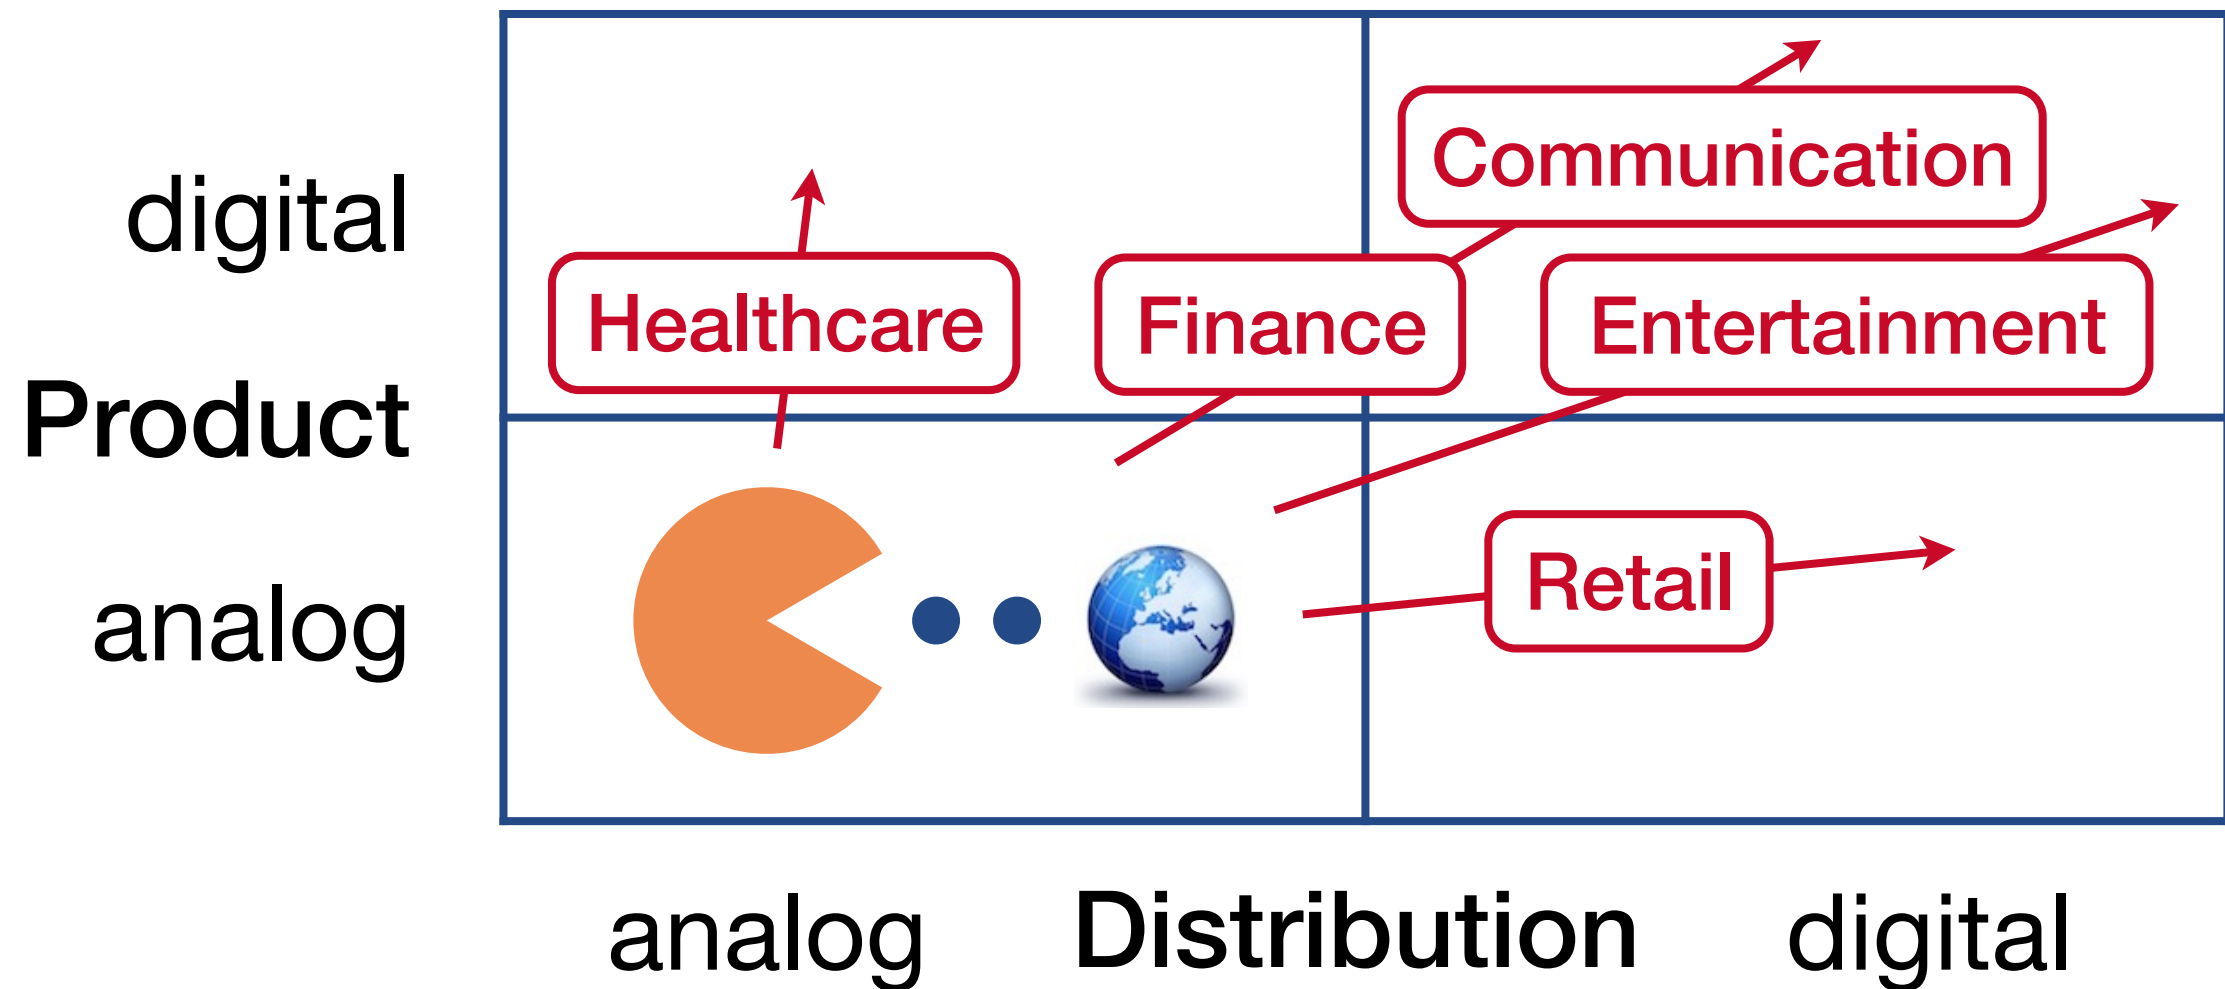 Communication
digital
Healthcare
Finance
Entertainment
Product
Retail
analog
analog
Distribution
digital